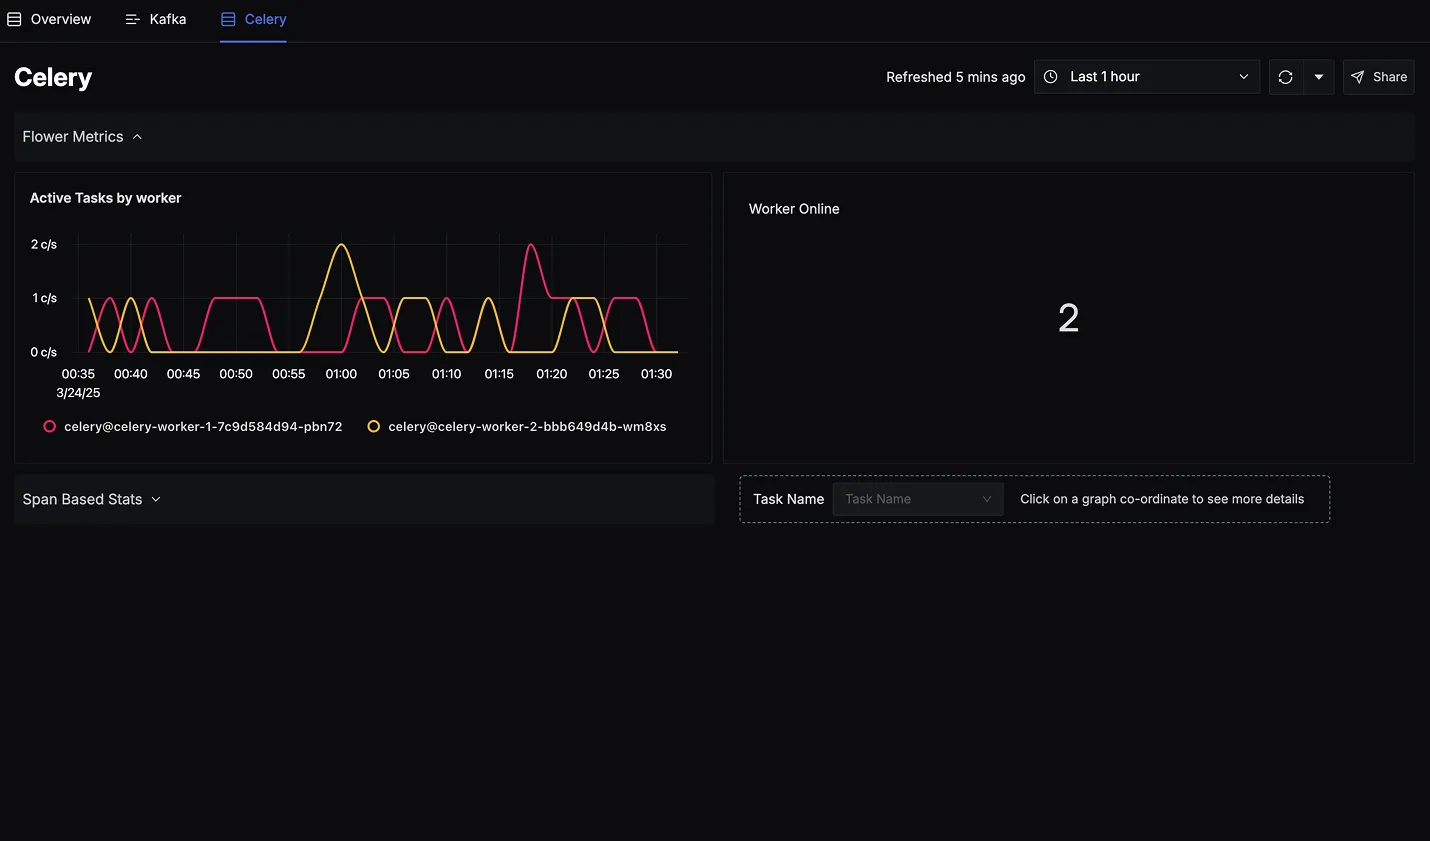 Overview Kafka Celery
Celery
Refreshed 5 mins ago Last 1 hour Share
Flower Metrics
Active Tasks by worker
2 c/s
1 c/s
0 c/s
00:35 00:40 00:45 00:50 00:55 01:00 01:05 01:10 01:15 01:20 01:25 01:30
3/24/25
celery@celery-worker-1-7c9d584d94-pbn72 celery@celery-worker-2-bbb649d4b-wm8xs
Worker Online
2
Span Based Stats
Task Name Task Name Click on a graph co-ordinate to see more details